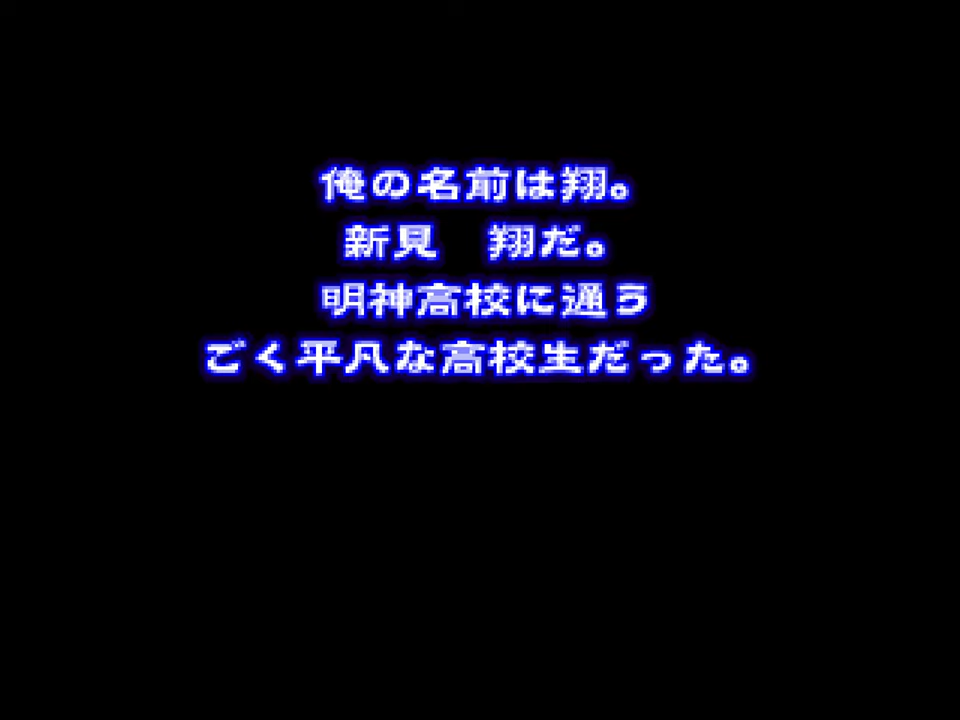 俺の名前は翔。
新見　翔だ。
明神高校に通う
ごく平凡な高校生だった。